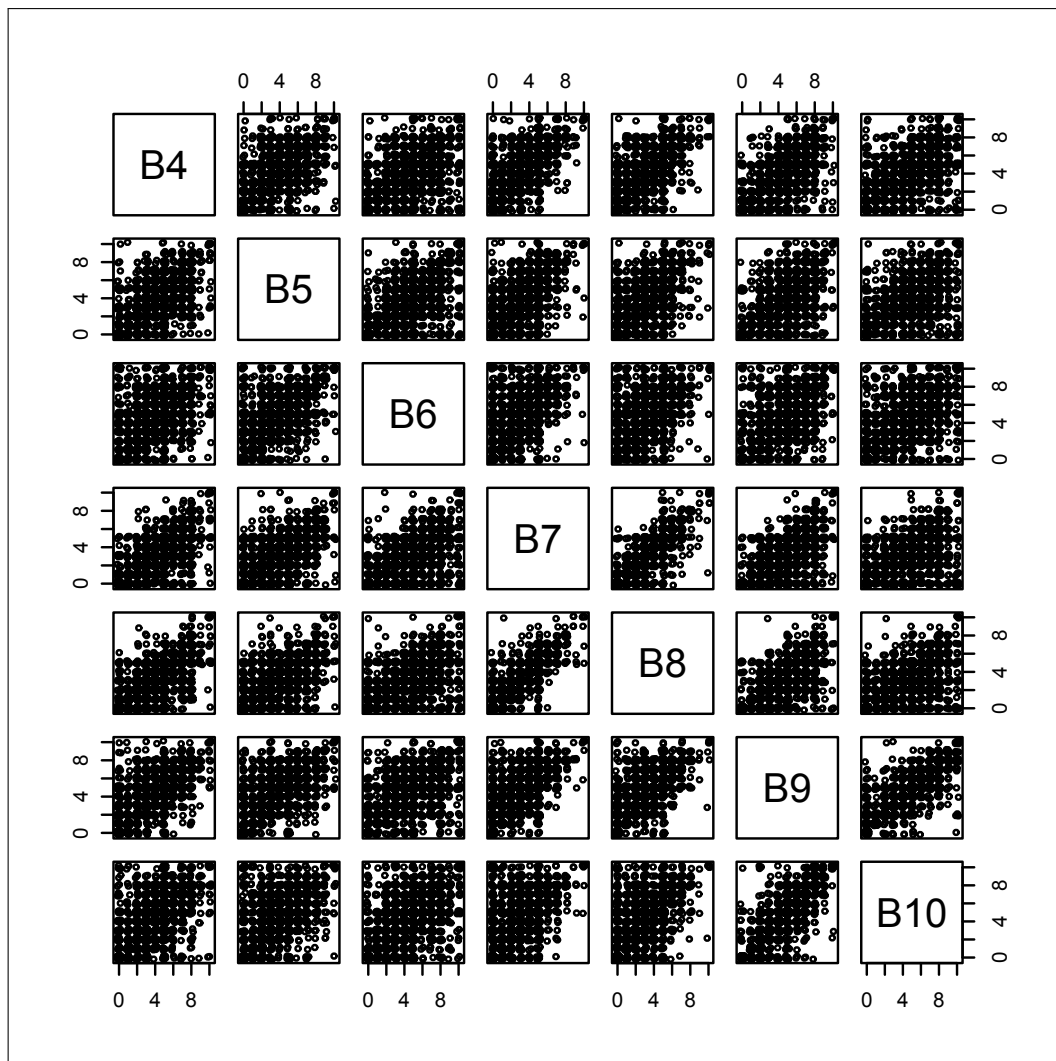 0 4 8 0 4 8 0 4 8
B4 0 4 8
0 4 8 B5
B6 0 4 8
0 4 8 B7
B8 0 4 8
0 4 8 B9
B10 0 4 8
0 4 8 0 4 8 0 4 8 0 4 8